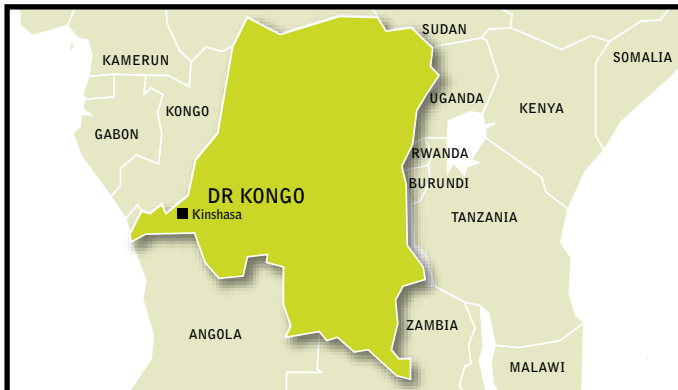 SUDAN
SOMALIA
KAMERUN
UGANDA
KENYA
KONGO
GABON
RWANDA
BURUNDI
DR KONGO
Kinshasa
TANZANIA
ANGOLA
ZAMBIA
MALAWI